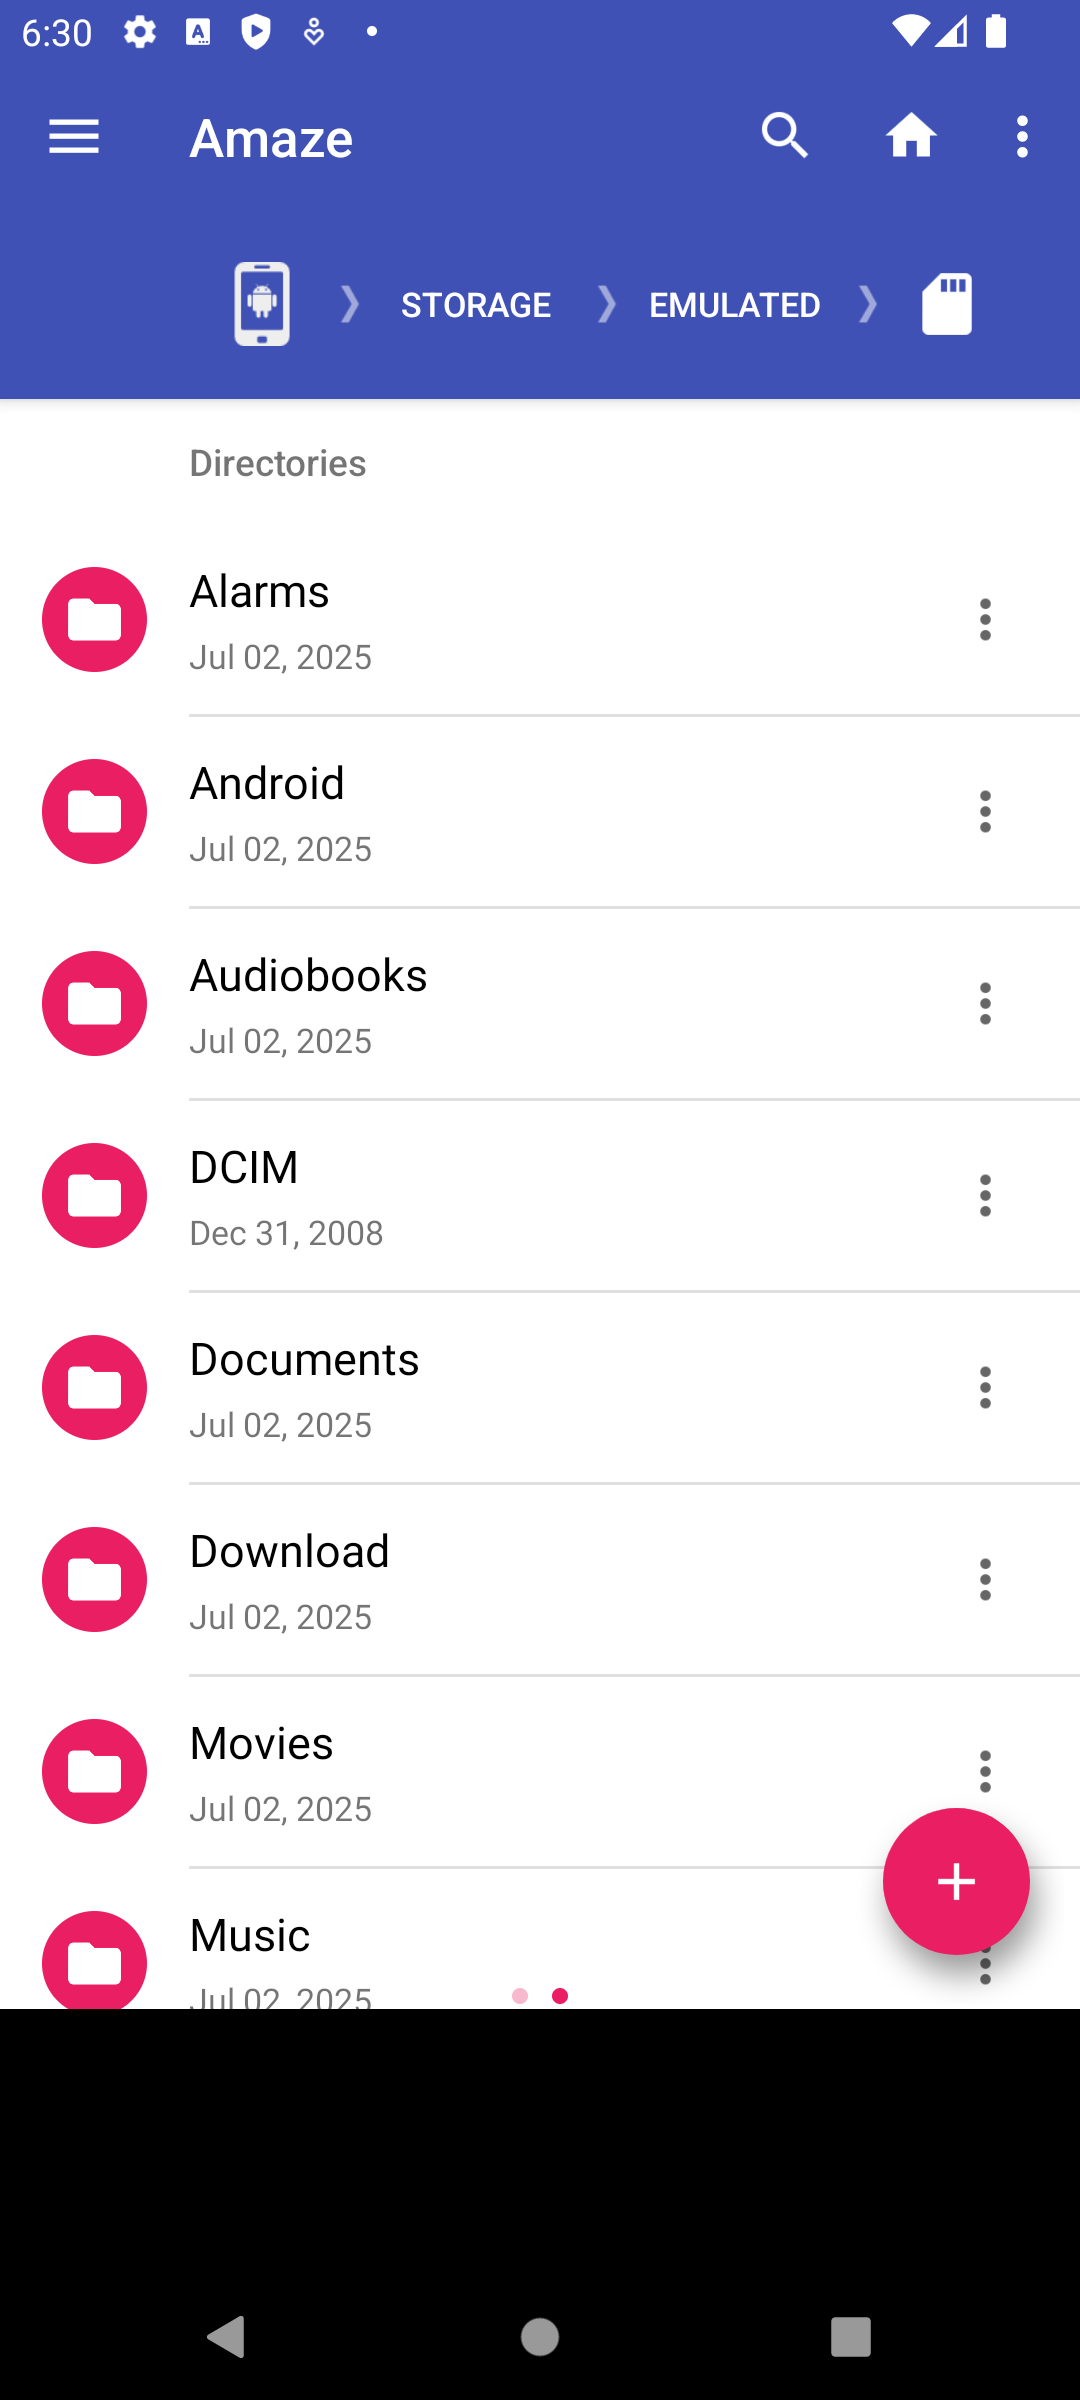 6:30
Amaze
STORAGE
EMULATED
Directories
Alarms
Jul 02, 2025
Android
Jul 02, 2025
Audiobooks
Jul 02, 2025
DCIM
Dec 31, 2008
Documents
Jul 02, 2025
Download
Jul 02, 2025
Movies
Jul 02, 2025
Music
Jul 02, 2025